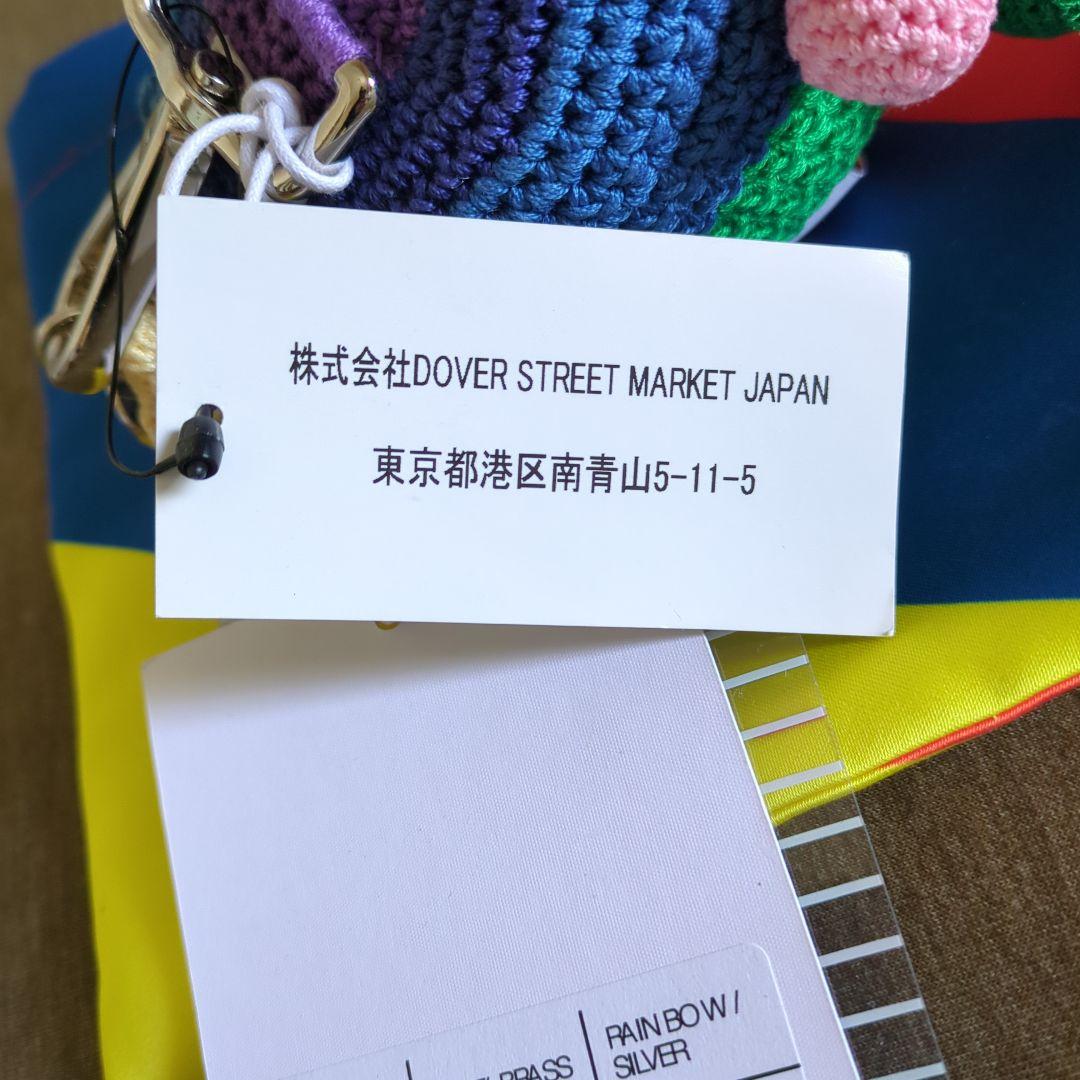 株式会社DOVER STREET MARKET JAPAN
東京都港区南青山5-11-5
RAINBOW /
BRASS SILVER